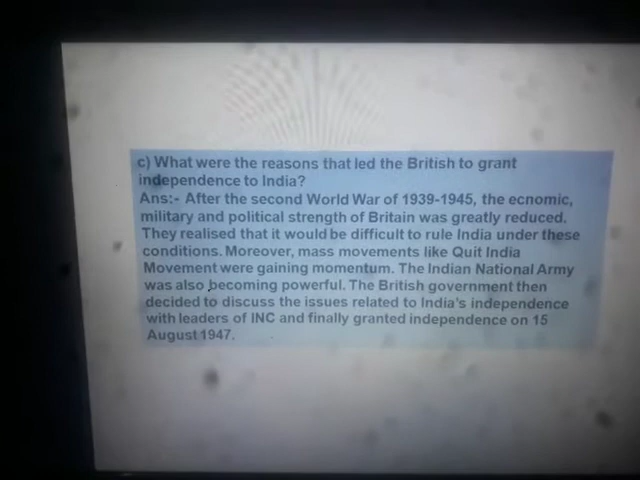 c) What were the reasons that led the British to grant
independence to India?
Ans:- After the second World War of 1939-1945, the ecnomic,
military and political strength of Britain was greatly reduced.
They realised that it would be difficult to rule India under these
conditions. Moreover, mass movements like Quit India
Movement were gaining momentum. The Indian National Army
was also becoming powerful. The British government then
decided to discuss the issues related to India's independence
with leaders of INC and finally granted independence on 15
August 1947.